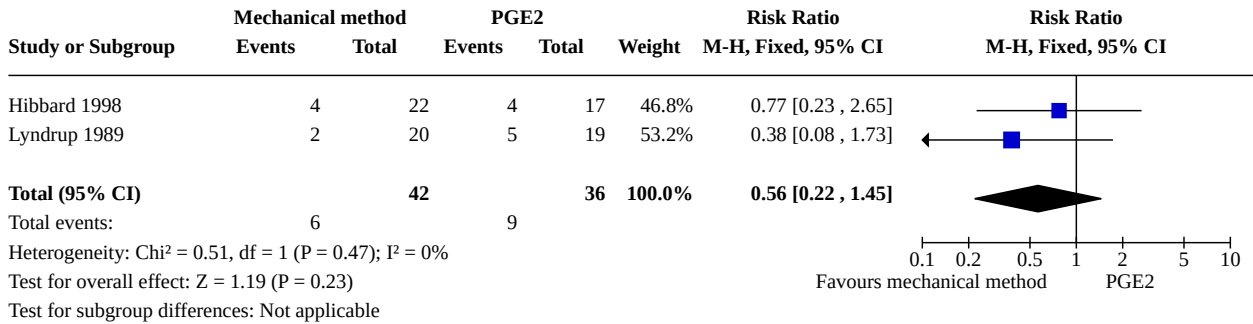 Mechanical method PGE2 Risk Ratio Risk Ratio
Study or Subgroup Events Total Events Total Weight M-H, Fixed, 95% CI M-H, Fixed, 95% CI
Hibbard 1998 4 22 4 17 46.8% 0.77 [0.23 , 2.65]
Lyndrup 1989 2 20 5 19 53.2% 0.38 [0.08 , 1.73]
Total (95% CI) 42 36 100.0% 0.56 [0.22 , 1.45]
Total events: 6 9
Heterogeneity: Chi² = 0.51, df = 1 (P = 0.47); I² = 0%
0.1 0.2 0.5 1 2 5 10
Test for overall effect: Z = 1.19 (P = 0.23) Favours mechanical method PGE2
Test for subgroup differences: Not applicable